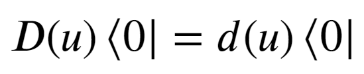 D(u) ⟨0| = d(u) ⟨0|